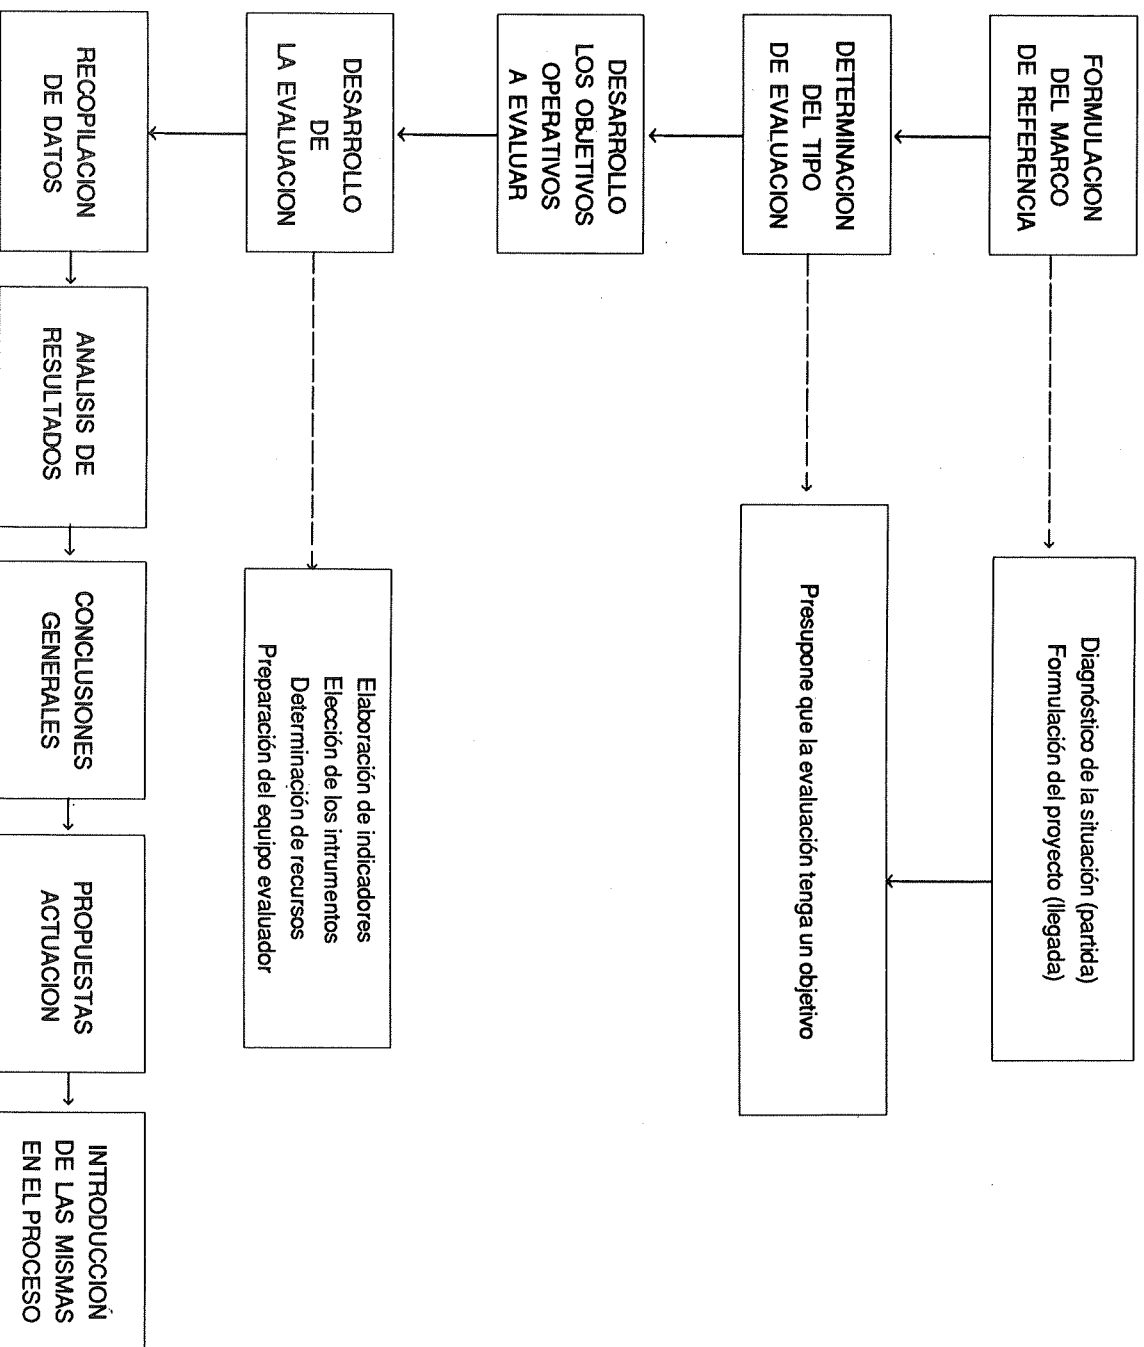 FORMULACION
DEL MARCO
DE REFERENCIA
Diagnóstico de la situación (partida)
Formulación del proyecto (llegada)
DETERMINACION
DEL TIPO
DE EVALUACION
Presupone que la evaluación tenga un objetivo
DESARROLLO
LOS OBJETIVOS
OPERATIVOS
A EVALUAR
DESARROLLO
DE
LA EVALUACION
Elaboración de indicadores
Elección de los intrumentos
Determinación de recursos
Preparación del equipo evaluador
RECOPILACION
DE DATOS
ANALISIS DE
RESULTADOS
CONCLUSIONES
GENERALES
PROPUESTAS
ACTUACION
INTRODUCCION
DE LAS MISMAS
EN EL PROCESO